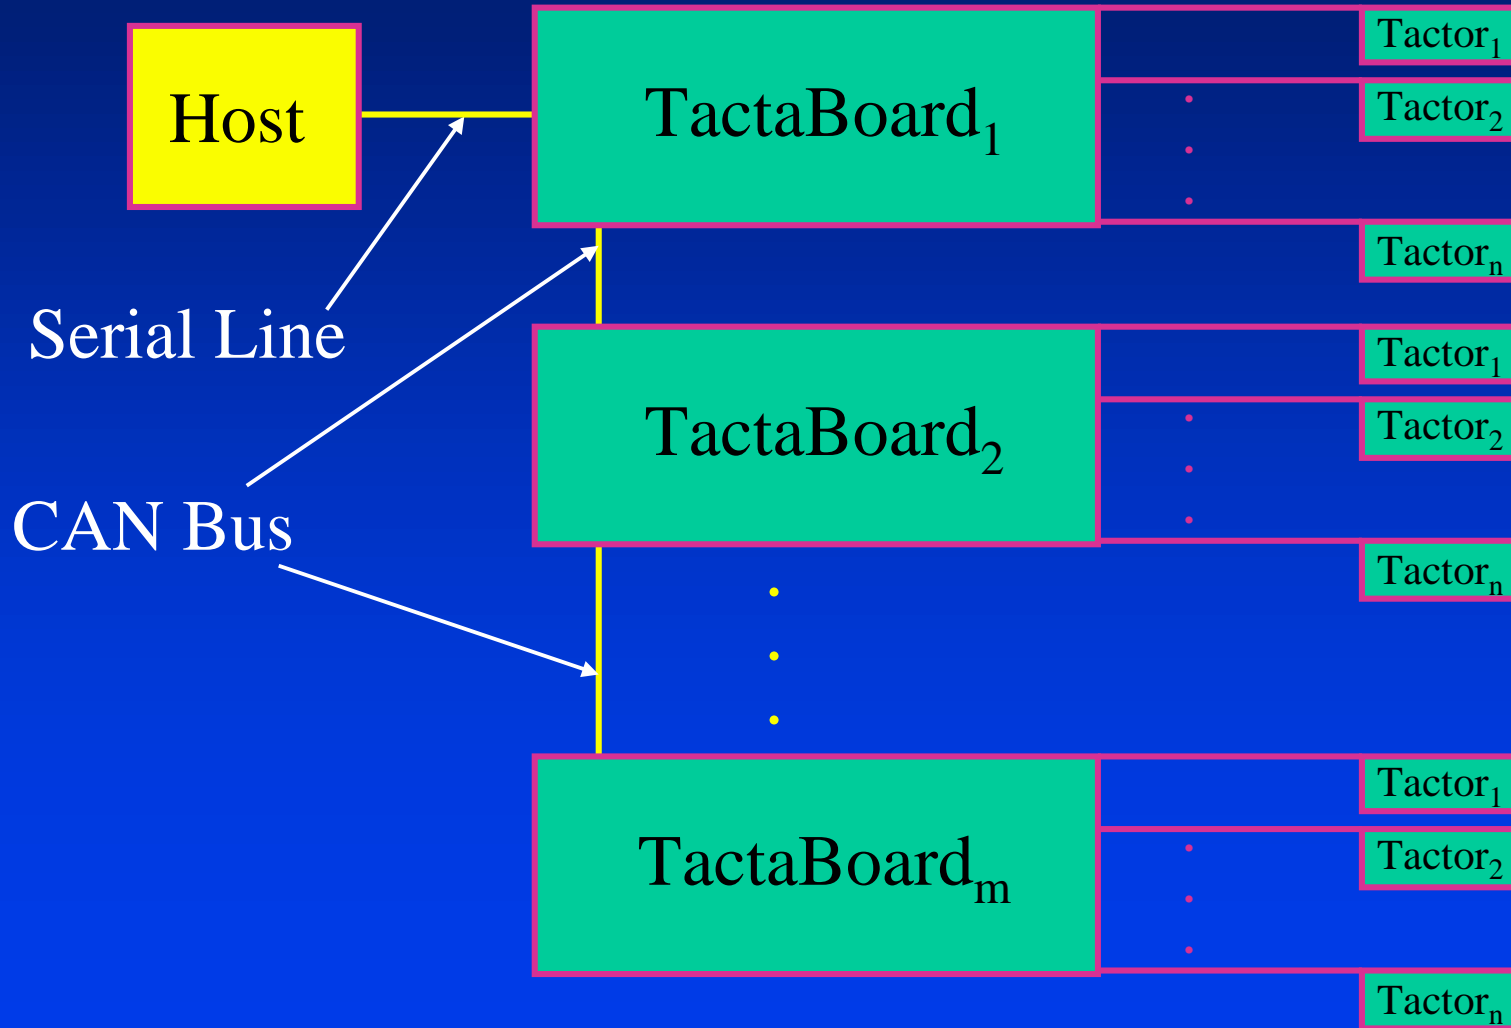 Host
TactaBoard₁
Tactor₁
Tactor₂
Tactorₙ
Serial Line
TactaBoard₂
Tactor₁
Tactor₂
Tactorₙ
CAN Bus
TactaBoardₘ
Tactor₁
Tactor₂
Tactorₙ